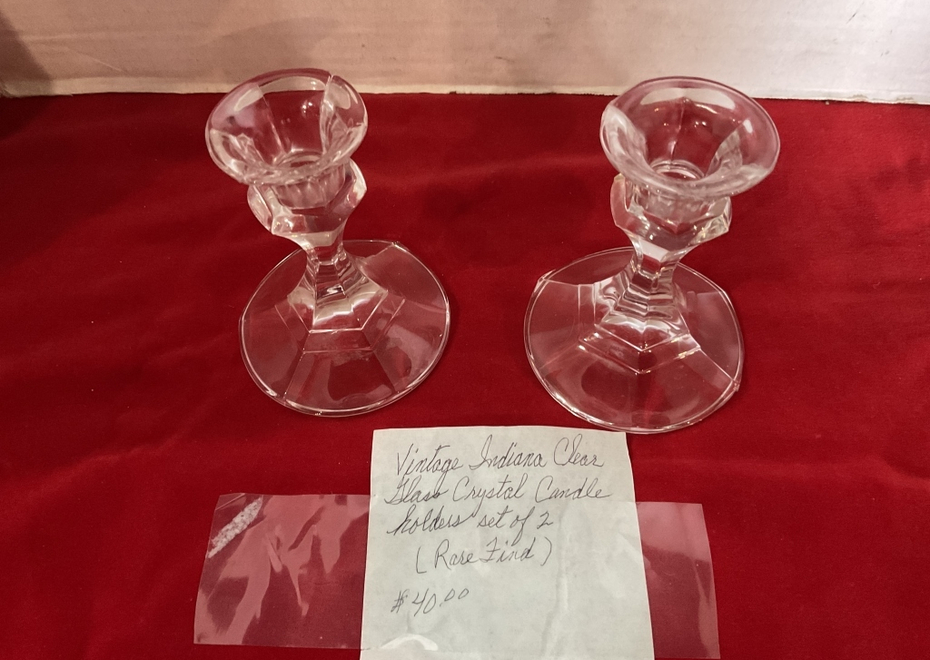 Vintage Indiana Clear
Glass Crystal Candle
holders set of 2
(Rare Find)
$40.00